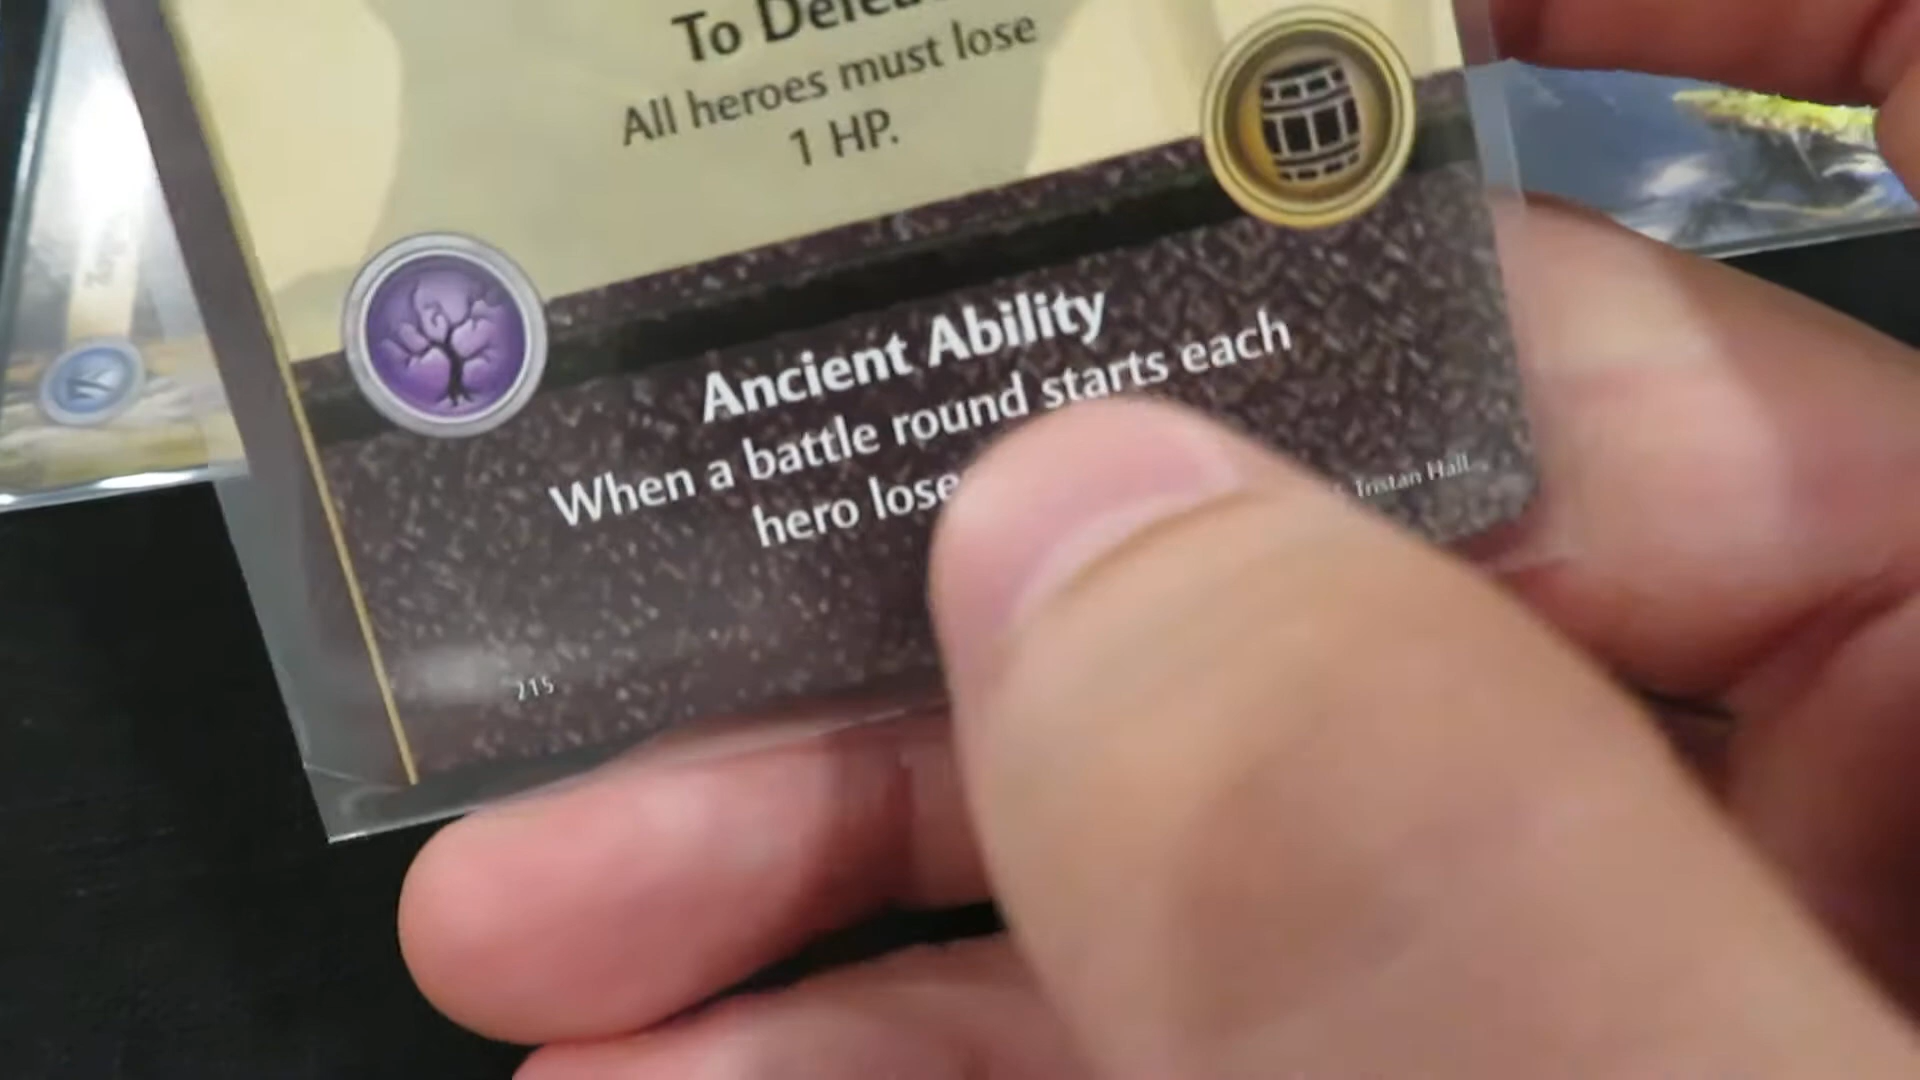 To
All heroes must lose
1 HP.
Ancient Ability
When a battle round starts each
hero lose
Tristan Hall
215